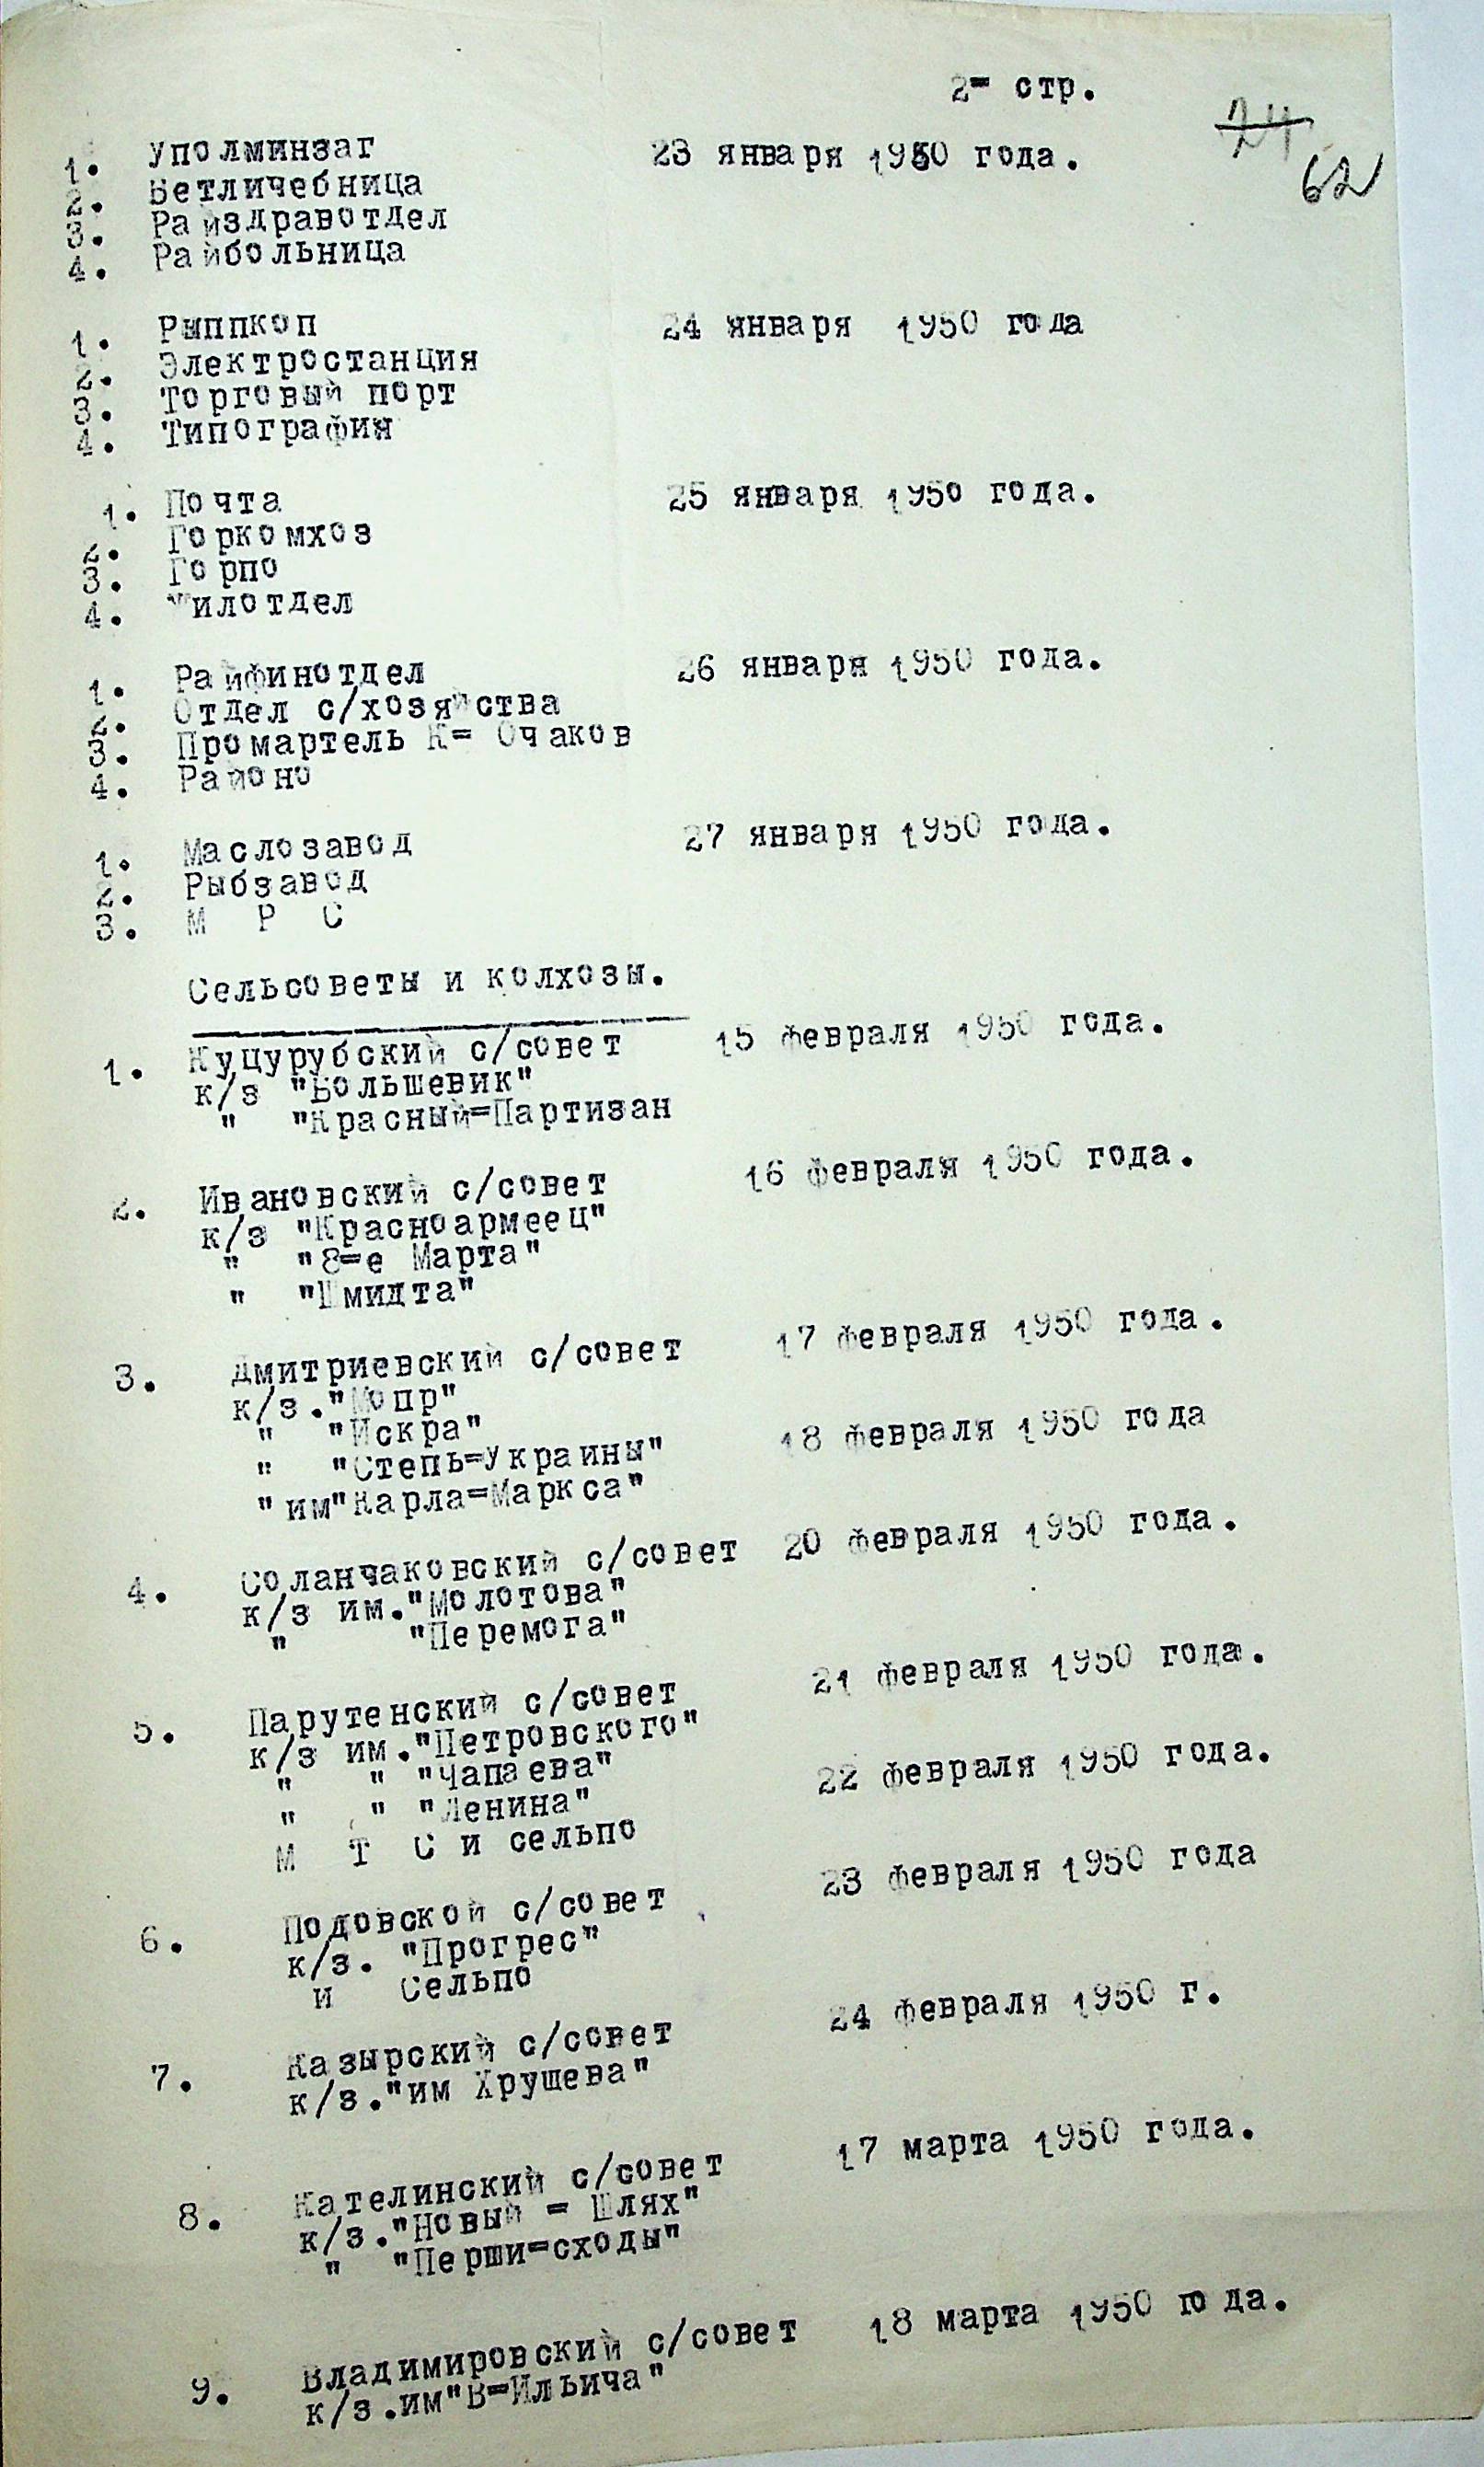 2= стр.
24
62
1. Уполминзаг 23 января 1950 года.
2. Ветличебница
3. Райздравотдел
4. Райбольница
1. Рыппкоп 24 января 1950 года
2. Электростанция
3. Торговый порт
4. Типография
1. Почта 25 января 1950 года.
2. Горкомхоз
3. Горпо
4. Жилотдел
1. Райфинотдел 26 января 1950 года.
2. Отдел с/хозяйства
3. Промартель К= Очаков
4. Районо
1. Маслозавод 27 января 1950 года.
2. Рыбзавод
3. М Р С
Сельсоветы и колхозы.
1. Куцурубский с/совет 15 февраля 1950 года.
к/з "Большевик"
" "Красный=Партизан
2. Ивановский с/совет 16 февраля 1950 года.
к/з "Красноармеец"
" "8=е Марта"
" "Шмидта"
3. Дмитриевский с/совет 17 февраля 1950 года.
к/з."Мопр"
" "Искра"
" "Степь=Украины" 18 февраля 1950 года
" им"Карла=Маркса"
4. Соланчаковский с/совет 20 февраля 1950 года.
к/з им."Молотова"
" "Перемога"
5. Парутенский с/совет 21 февраля 1950 года.
к/з им."Петровского"
" " "Чапаева" 22 февраля 1950 года.
" " "Ленина"
М Т С и сельпо
6. Подовской с/совет 23 февраля 1950 года
к/з. "Прогрес"
и Сельпо
7. Казырский с/совет 24 февраля 1950 г.
к/з."им Хрушева"
8. Кателинский с/совет 17 марта 1950 года.
к/з."Новый = Шлях"
" "Перши=сходы"
9. Владимировский с/совет 18 марта 1950 года.
к/з.им"В=Ильича"